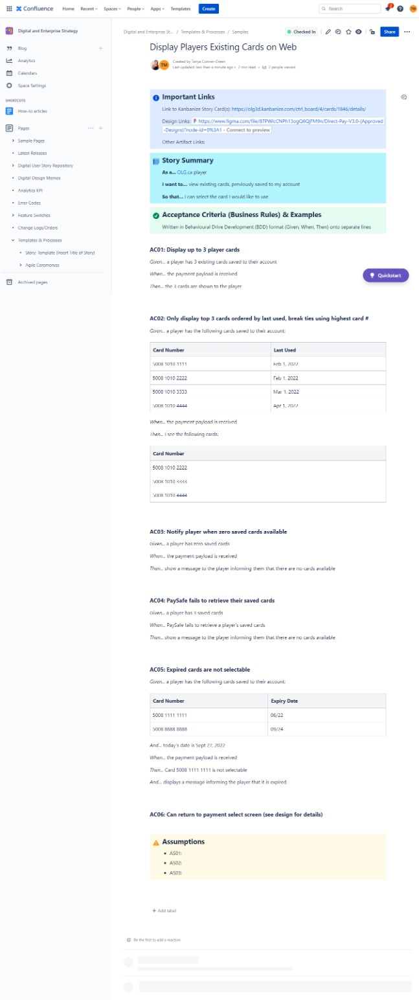 Confluence Home Recent Spaces People Apps Templates Create Search 2 TM
Digital and Enterprise Strategy
Blog
Analytics
Calendars
Space Settings
SHORTCUTS
How-to articles
Pages
Sample Pages
Latest Releases
Digital User Story Repository
Digital Design Memos
Analytics KPI
Error Codes
Feature Switches
Change Logs/Orders
Templates & Processes
Story: Template (Insert Title of Story)
Agile Ceremonies
Archived pages
Digital and Enterprise St... / Templates & Processes / Samples
Checked In Share
Display Players Existing Cards on Web
TM
Created by Tanya Conner-Green
Last updated: less than a minute ago • 2 min read • 2 people viewed
Important Links
Link to Kanbanize Story Card(s): https://olg3d.kanbanize.com/ctrl_board/4/cards/1846/details/
Design Links: https://www.figma.com/file/87PWicCNPh13ogQ6QjFM9n/Direct-Pay-V3.0-(Approved
-Designs)?node-id=0%3A1 - Connect to preview
Other Artifact Links:
Story Summary
As a... OLG.ca player
I want to... view existing cards, previously saved to my account
So that... I can select the card I would like to use
Acceptance Criteria (Business Rules) & Examples
Written in Behavioural Drive Development (BDD) format (Given, When, Then) onto separate lines
AC01: Display up to 3 player cards
Given... a player has 3 existing cards saved to their account
When... the payment payload is received
Then... the 3 cards are shown to the player
Quickstart
AC02: Only display top 3 cards ordered by last used, break ties using highest card #
Given... a player has the following cards saved to their account:
Card Number Last Used
5008 1010 1111 Feb 1, 2022
5008 1010 2222 Feb 1, 2022
5008 1010 3333 Mar 1, 2022
5008 1010 4444 Apr 1, 2022
When... the payment payload is received
Then... I see the following cards:
Card Number
5008 1010 2222
5008 1010 3333
5008 1010 4444
AC03: Notify player when zero saved cards available
Given... a player has zero saved cards
When... the payment payload is received
Then... show a message to the player informing them that there are no cards available
AC04: PaySafe fails to retrieve their saved cards
Given... a player has 3 saved cards
When... PaySafe fails to retrieve a player's saved cards
Then... show a message to the player informing them that there are no cards available
AC05: Expired cards are not selectable
Given... a player has the following cards saved to their account:
Card Number Expiry Date
5008 1111 1111 06/22
5008 8888 8888 09/24
And... today's date is Sept 27, 2022
When... the payment payload is received
Then... Card 5008 1111 1111 is not selectable
And... displays a message informing the player that it is expired
AC06: Can return to payment select screen (see design for details)
Assumptions
AS01:
AS02:
AS03:
Add label
Be the first to add a reaction